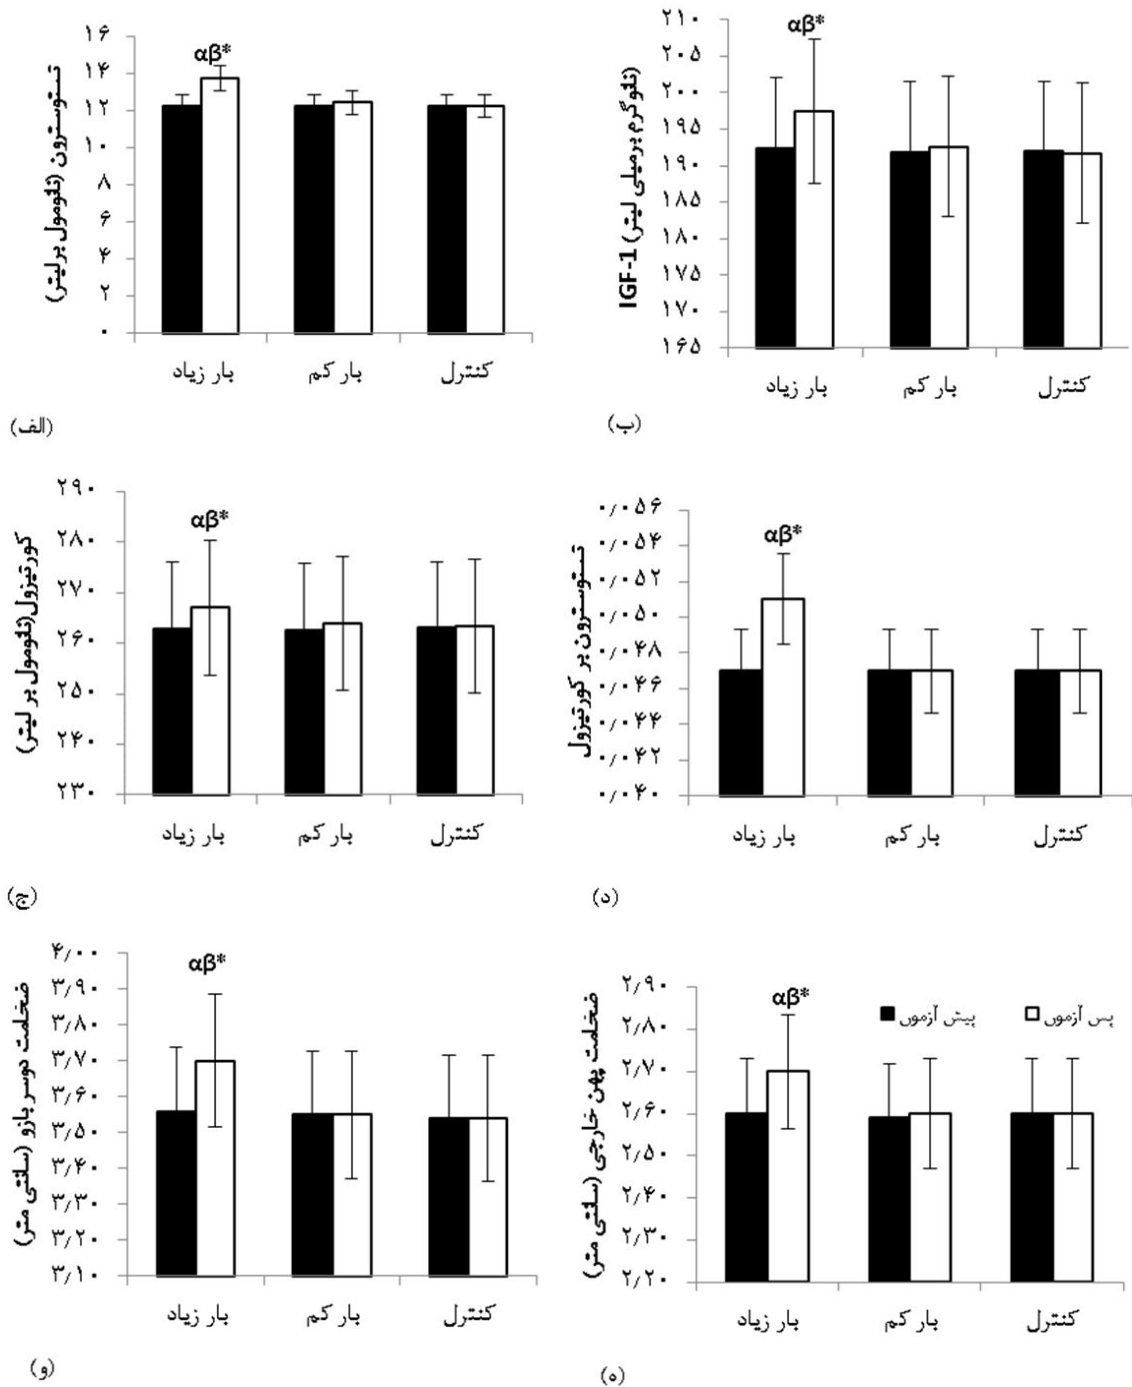 تستوسترون (نانومول برلیتر)
۱۶
۱۴
۱۲
۱۰
۸
۶
۴
۲
۰
αβ*
بار زیاد
بار کم
کنترل
(الف)
IGF-1 (نانوگرم برمیلی لیتر)
۲۱۰
۲۰۵
۲۰۰
۱۹۵
۱۹۰
۱۸۵
۱۸۰
۱۷۵
۱۷۰
۱۶۵
αβ*
بار زیاد
بار کم
کنترل
(ب)
کورتیزول(نانومول بر لیتر)
۲۹۰
۲۸۰
۲۷۰
۲۶۰
۲۵۰
۲۴۰
۲۳۰
αβ*
بار زیاد
بار کم
کنترل
(ج)
تستوسترون بر کورتیزول
۰/۰۵۶
۰/۰۵۴
۰/۰۵۲
۰/۰۵۰
۰/۰۴۸
۰/۰۴۶
۰/۰۴۴
۰/۰۴۲
۰/۰۴۰
αβ*
بار زیاد
بار کم
کنترل
(د)
ضخامت دوسر بازو (سانتی متر)
۴/۰۰
۳/۹۰
۳/۸۰
۳/۷۰
۳/۶۰
۳/۵۰
۳/۴۰
۳/۳۰
۳/۲۰
۳/۱۰
αβ*
بار زیاد
بار کم
کنترل
(و)
ضخامت پهن خارجی (سانتی متر)
۲/۹۰
۲/۸۰
۲/۷۰
۲/۶۰
۲/۵۰
۲/۴۰
۲/۳۰
۲/۲۰
αβ*
پیش آزمون
پس آزمون
بار زیاد
بار کم
کنترل
(ه)